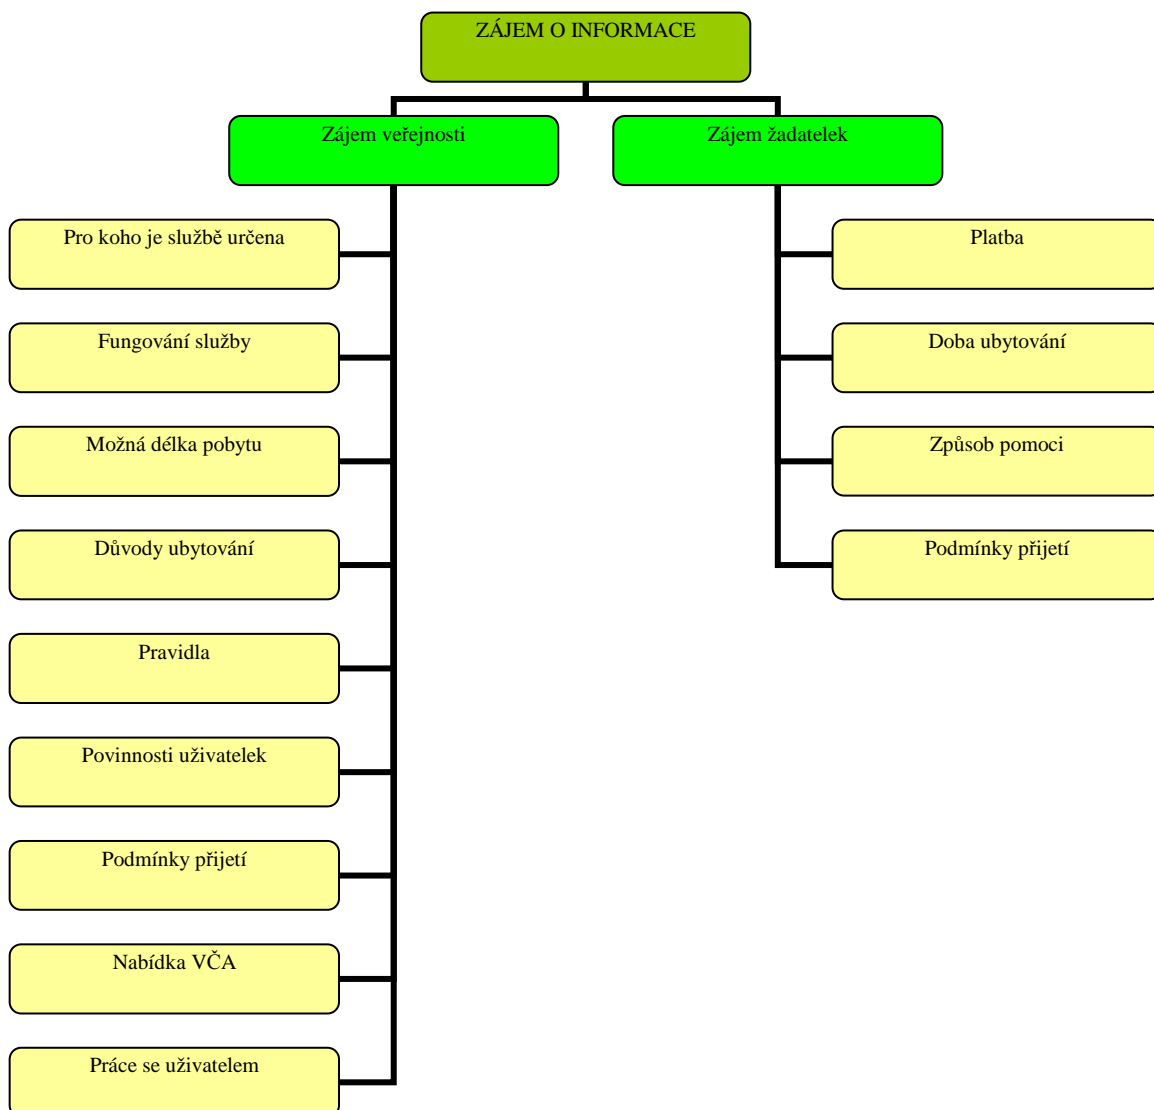 ZÁJEM O INFORMACE
Zájem veřejnosti
Zájem žadatelek
Pro koho je službě určena
Fungování služby
Možná délka pobytu
Důvody ubytování
Pravidla
Povinnosti uživatelek
Podmínky přijetí
Nabídka VČA
Práce se uživatelem
Platba
Doba ubytování
Způsob pomoci
Podmínky přijetí